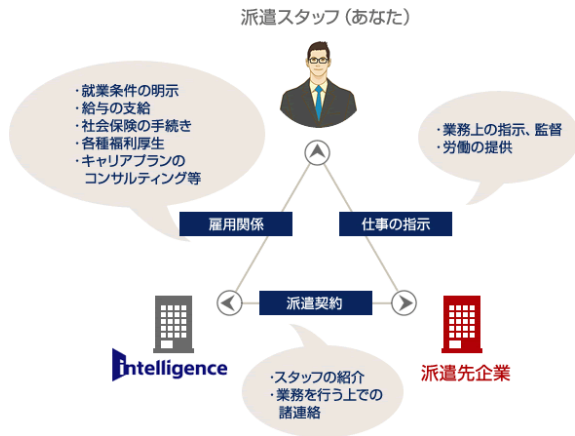 派遣スタッフ（あなた）
・就業条件の明示
・給与の支給
・社会保険の手続き
・各種福利厚生
・キャリアプランの
コンサルティング等
・業務上の指示、監督
・労働の提供
雇用関係
仕事の指示
派遣契約
intelligence
派遣先企業
・スタッフの紹介
・業務を行う上での
諸連絡